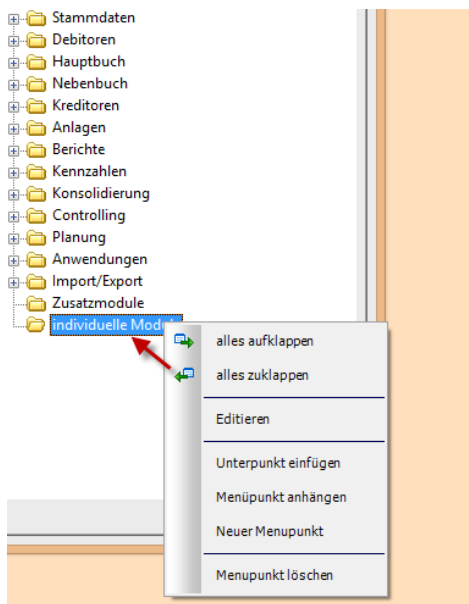 Stammdaten
Debitoren
Hauptbuch
Nebenbuch
Kreditoren
Anlagen
Berichte
Kennzahlen
Konsolidierung
Controlling
Planung
Anwendungen
Import/Export
Zusatzmodule
individuelle Module
alles aufklappen
alles zuklappen
Editieren
Unterpunkt einfügen
Menüpunkt anhängen
Neuer Menupunkt
Menupunkt löschen